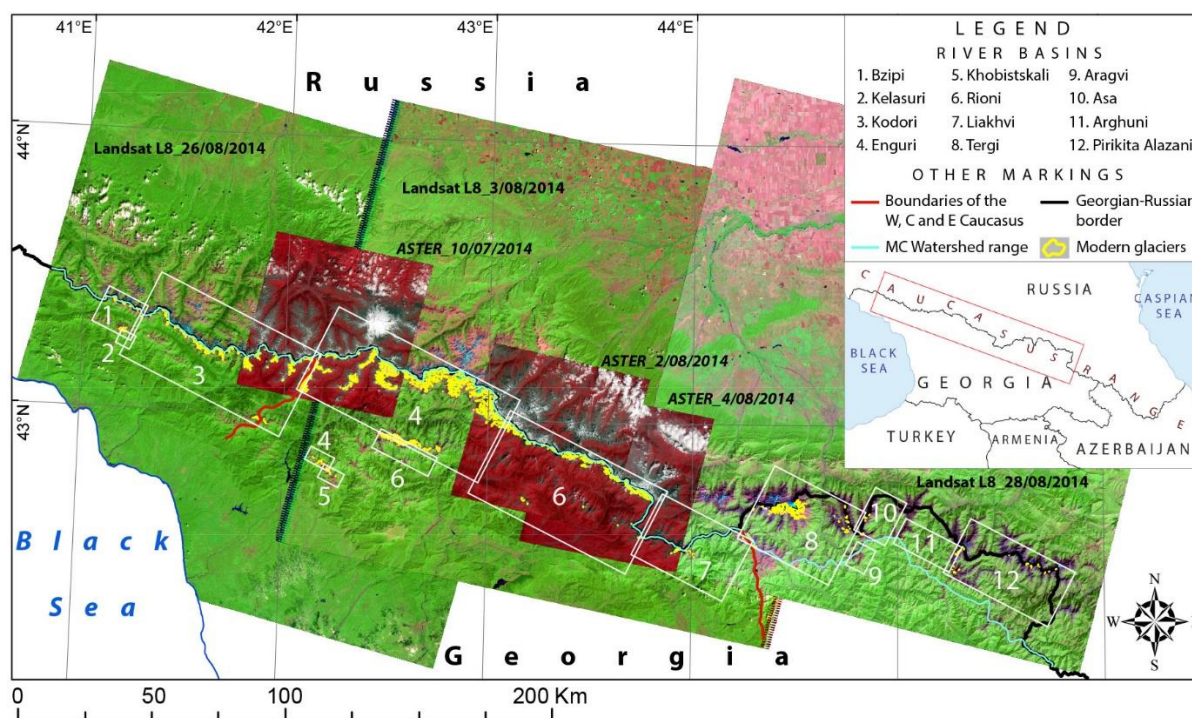 41°E
42°E
43°E
44°E
R u s s i a
Landsat L8_26/08/2014
Landsat L8_3/08/2014
ASTER_10/07/2014
ASTER_2/08/2014
ASTER_4/08/2014
Landsat L8_28/08/2014
44°N
43°N
1
2
3
4
4
5
6
6
7
8
9
10
11
12
B l a c k
S e a
G e o r g i a
N
W E
S
0 50 100 200 Km
L E G E N D
RIVER BASINS
1. Bzipi 5. Khobistskali 9. Aragvi
2. Kelasuri 6. Rioni 10. Asa
3. Kodori 7. Liakhvi 11. Arghuni
4. Enguri 8. Tergi 12. Pirikita Alazani
OTHER MARKINGS
Boundaries of the
W, C and E Caucasus
Georgian-Russian
border
MC Watershed range
Modern glaciers
CAUCASUS RANGE
RUSSIA
CASPIAN
SEA
BLACK
SEA
GEORGIA
TURKEY
ARMENIA
AZERBAIJAN